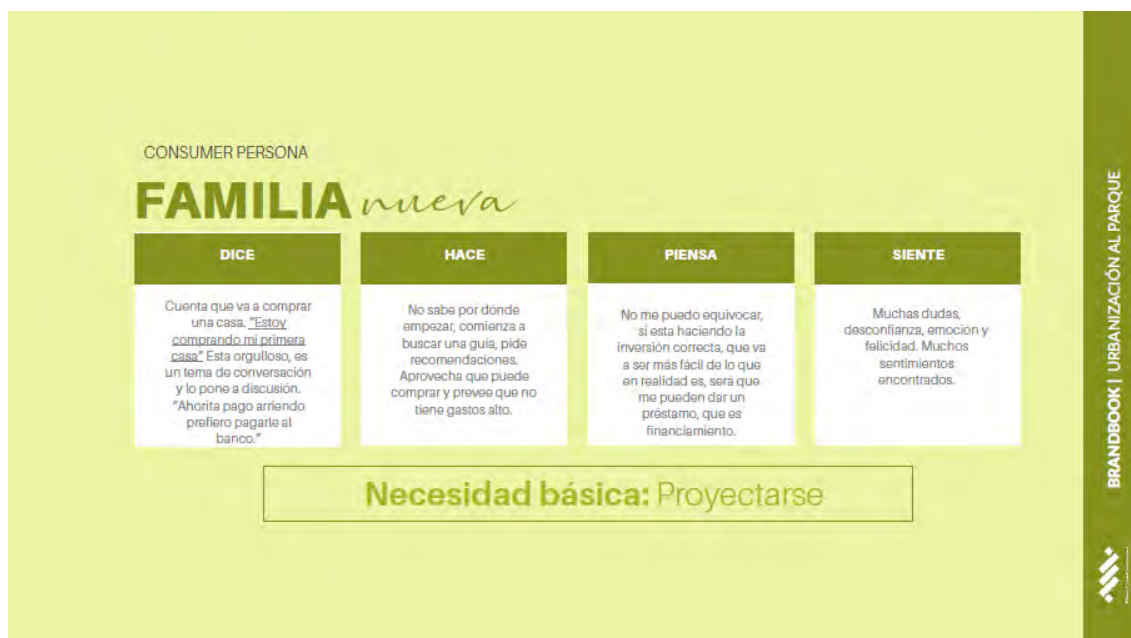 CONSUMER PERSONA
FAMILIA nueva
DICE
Cuenta que va a comprar
una casa. "Estoy
comprando mi primera
casa" Esta orgulloso, es
un tema de conversación
y lo pone a discusión.
"Ahorita pago arriendo
prefiero pagarle al
banco."
HACE
No sabe por dónde
empezar, comienza a
buscar una guía, pide
recomendaciones.
Aprovecha que puede
comprar y prevee que no
tiene gastos alto.
PIENSA
No me puedo equivocar,
si esta haciendo la
inversión correcta, que va
a ser más fácil de lo que
en realidad es, será que
me pueden dar un
préstamo, que es
financiamiento.
SIENTE
Muchas dudas,
desconfianza, emoción y
felicidad. Muchos
sentimientos
encontrados.
Necesidad básica: Proyectarse
BRANDBOOK | URBANIZACIÓN AL PARQUE